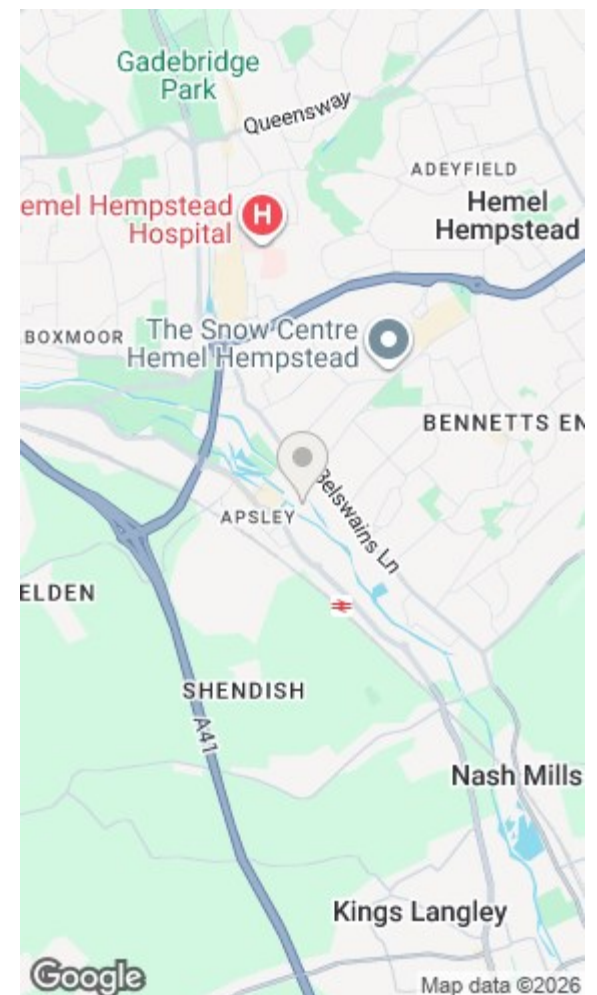 Gadebridge
Park
Queensway
ADEYFIELD
Hemel
Hempstead
emel Hempstead
Hospital
H
BOXMOOR
The Snow Centre
Hemel Hempstead
BENNETTS EN
Belswains Ln
APSLEY
ELDEN
SHENDISH
A41
Nash Mills
Kings Langley
Google
Map data ©2026